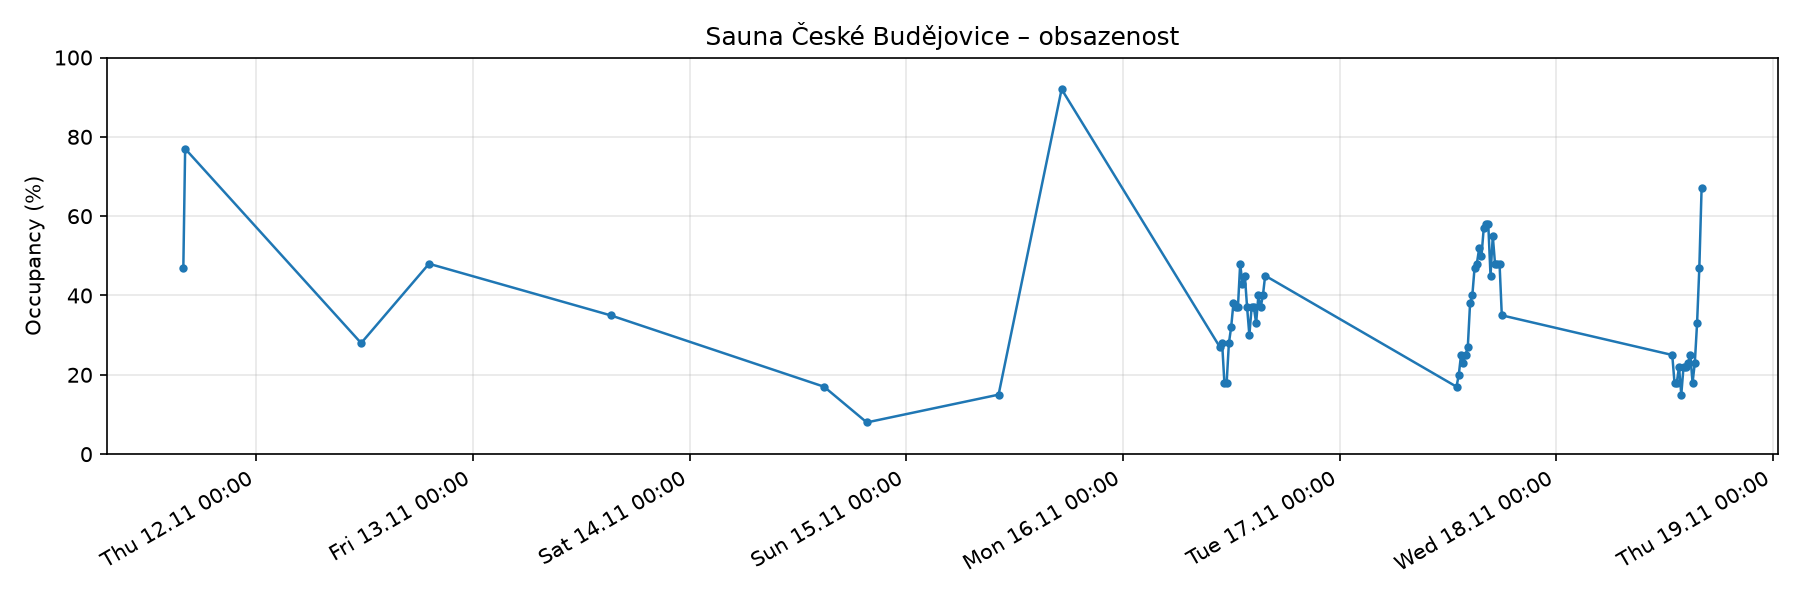 Sauna České Budějovice – obsazenost
Occupancy (%)
100
80
60
40
20
0
Thu 12.11 00:00
Fri 13.11 00:00
Sat 14.11 00:00
Sun 15.11 00:00
Mon 16.11 00:00
Tue 17.11 00:00
Wed 18.11 00:00
Thu 19.11 00:00